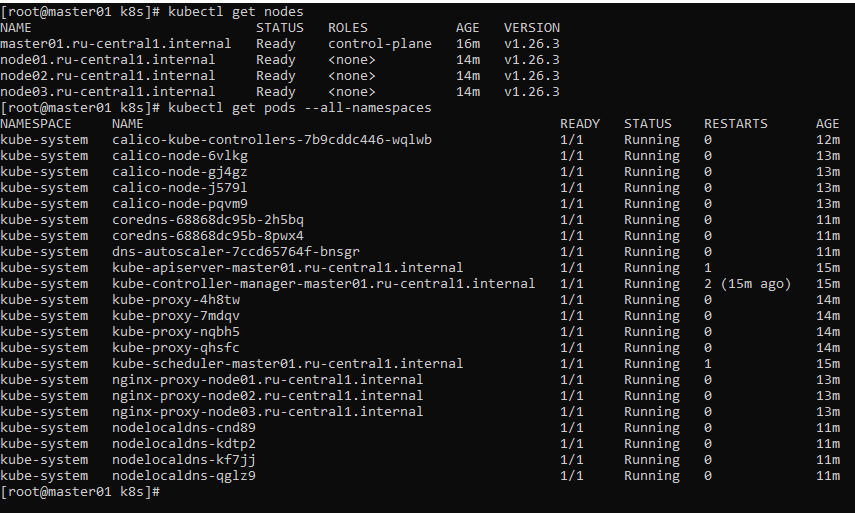 [root@master01 k8s]# kubectl get nodes
NAME                          STATUS   ROLES           AGE   VERSION
master01.ru-central1.internal   Ready    control-plane   16m   v1.26.3
node01.ru-central1.internal     Ready    <none>          14m   v1.26.3
node02.ru-central1.internal     Ready    <none>          14m   v1.26.3
node03.ru-central1.internal     Ready    <none>          14m   v1.26.3
[root@master01 k8s]# kubectl get pods --all-namespaces
NAMESPACE     NAME                                                    READY   STATUS    RESTARTS      AGE
kube-system   calico-kube-controllers-7b9cddc446-wqlwb                1/1     Running   0             12m
kube-system   calico-node-6vlkg                                       1/1     Running   0             13m
kube-system   calico-node-gj4gz                                       1/1     Running   0             13m
kube-system   calico-node-j579l                                       1/1     Running   0             13m
kube-system   calico-node-pqvm9                                       1/1     Running   0             13m
kube-system   coredns-68868dc95b-2h5bq                                1/1     Running   0             11m
kube-system   coredns-68868dc95b-8pwx4                                1/1     Running   0             11m
kube-system   dns-autoscaler-7ccd65764f-bnsgr                         1/1     Running   0             11m
kube-system   kube-apiserver-master01.ru-central1.internal            1/1     Running   1             15m
kube-system   kube-controller-manager-master01.ru-central1.internal   1/1     Running   2 (15m ago)   15m
kube-system   kube-proxy-4h8tw                                        1/1     Running   0             14m
kube-system   kube-proxy-7mdqv                                        1/1     Running   0             14m
kube-system   kube-proxy-nqbh5                                        1/1     Running   0             14m
kube-system   kube-proxy-qhsfc                                        1/1     Running   0             14m
kube-system   kube-scheduler-master01.ru-central1.internal            1/1     Running   1             15m
kube-system   nginx-proxy-node01.ru-central1.internal                 1/1     Running   0             13m
kube-system   nginx-proxy-node02.ru-central1.internal                 1/1     Running   0             13m
kube-system   nginx-proxy-node03.ru-central1.internal                 1/1     Running   0             13m
kube-system   nodelocaldns-cnd89                                      1/1     Running   0             11m
kube-system   nodelocaldns-kdtp2                                      1/1     Running   0             11m
kube-system   nodelocaldns-kf7jj                                      1/1     Running   0             11m
kube-system   nodelocaldns-qglz9                                      1/1     Running   0             11m
[root@master01 k8s]#